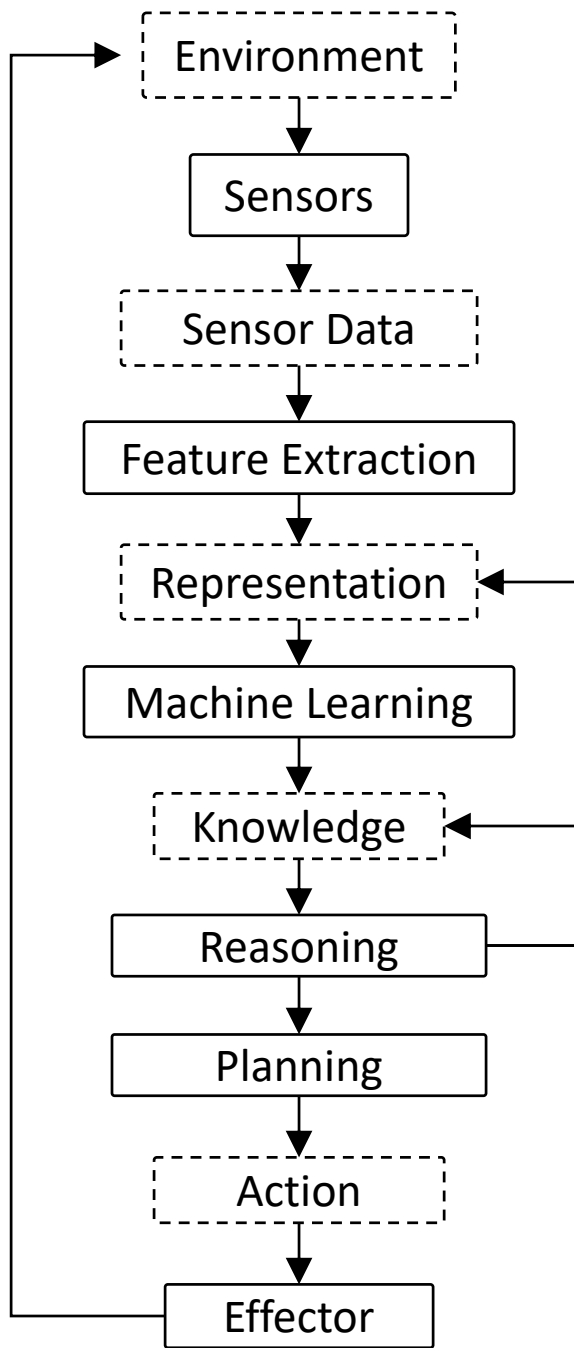 Environment
Sensors
Sensor Data
Feature Extraction
Representation
Machine Learning
Knowledge
Reasoning
Planning
Action
Effector